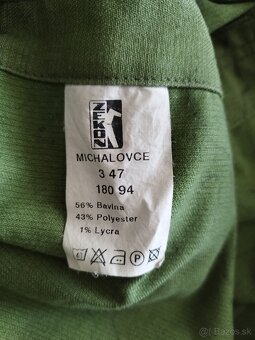 ZEKON
MICHALOVCE
3 47
180 94
56% Bavlna
43% Polyester
1% Lycra
P
Bazos.sk